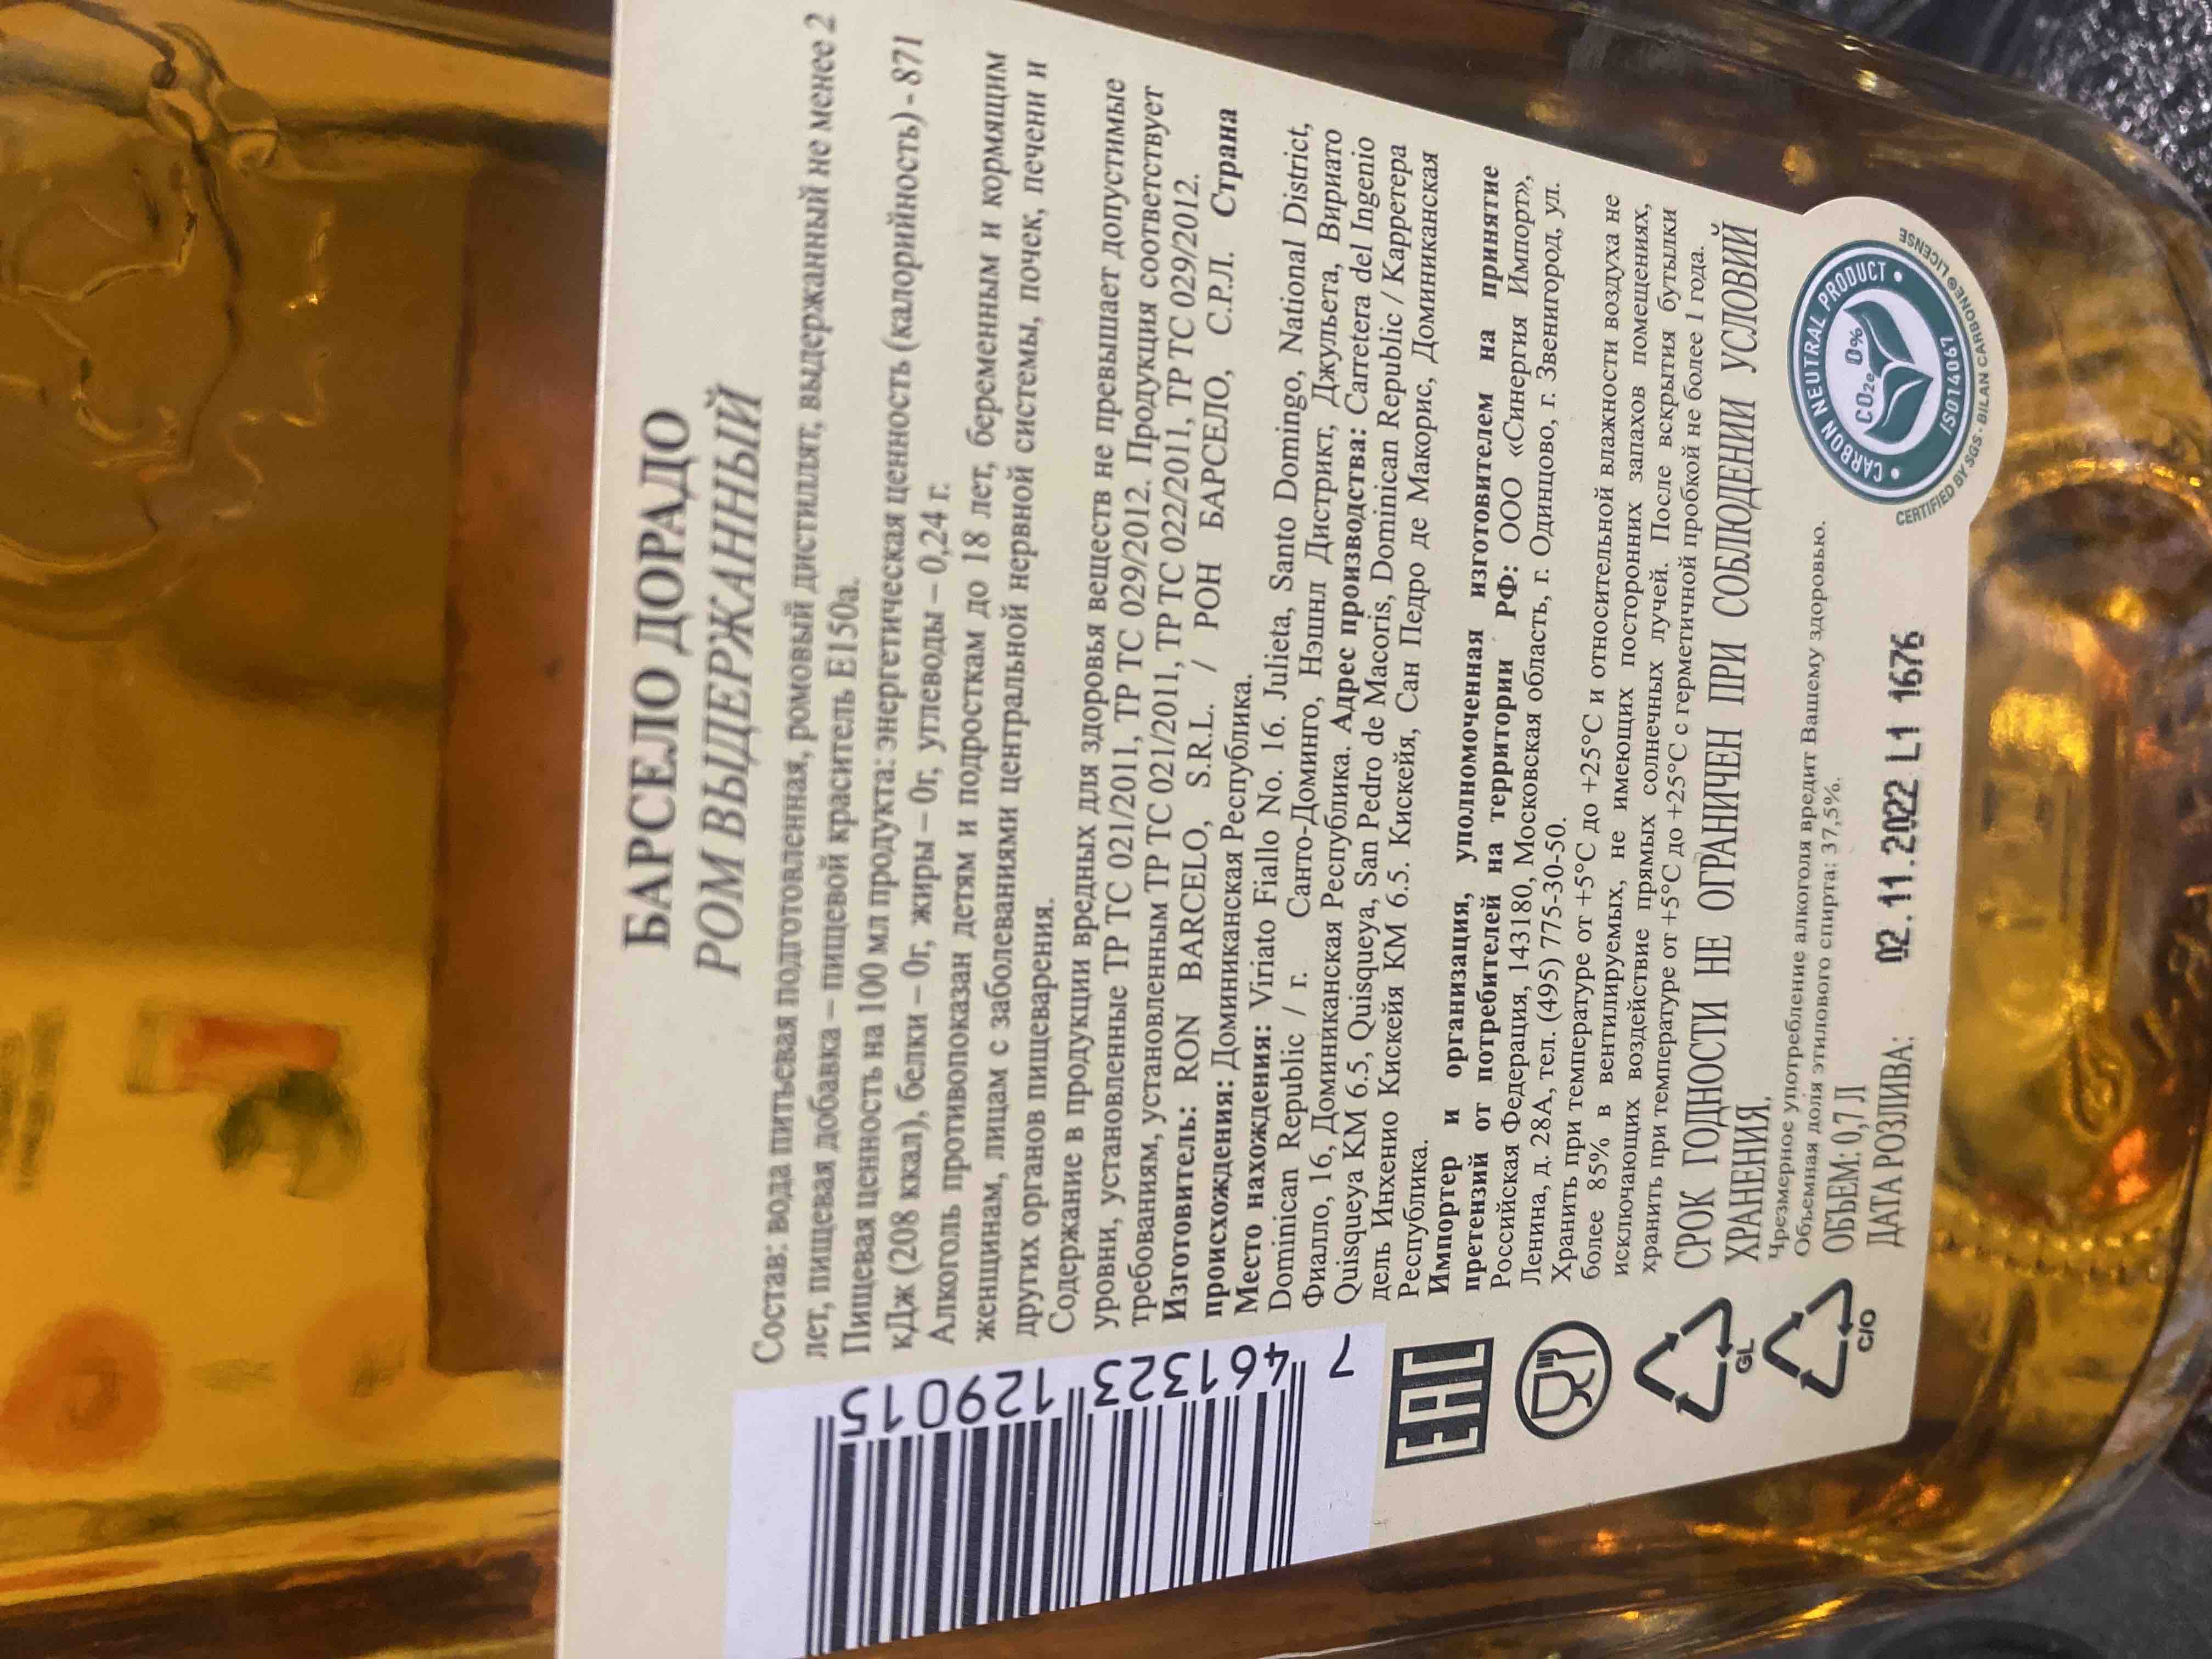 БАРСЕЛО ДОРАДО
РОМ ВЫДЕРЖАННЫЙ
Состав: вода питьевая подготовленная, ромовый дистиллят, выдержанный не менее 2
лет, пищевая добавка – пищевой краситель Е150а.
Пищевая ценность на 100 мл продукта: энергетическая ценность (калорийность) - 871
кДж (208 ккал), белки – 0г, жиры – 0г, углеводы – 0,24 г.
Алкоголь противопоказан детям и подросткам до 18 лет, беременным и кормящим
женщинам, лицам с заболеваниями центральной нервной системы, почек, печени и
других органов пищеварения.
Содержание в продукции вредных для здоровья веществ не превышает допустимые
уровни, установленные ТР ТС 021/2011, ТР ТС 029/2012. Продукция соответствует
требованиям, установленным ТР ТС 021/2011, ТР ТС 022/2011, ТР ТС 029/2012.
Изготовитель: RON BARCELO, S.R.L. / РОН БАРСЕЛО, С.Р.Л. Страна
происхождения: Доминиканская Республика.
Место нахождения: Viriato Fiallo No. 16. Julieta, Santo Domingo, National District,
Dominican Republic / г. Санто-Доминго, Нэшнл Дистрикт, Джульета, Вириато
Фиалло, 16, Доминиканская Республика. Адрес производства: Carretera del Ingenio
Quisqueya KM 6.5, Quisqueya, San Pedro de Macoris, Dominican Republic / Карретера
дель Инхенио Кискейя КМ 6.5. Кискейя, Сан Педро де Макорис, Доминиканская
Республика.
Импортер и организация, уполномоченная изготовителем на принятие
претензий от потребителей на территории РФ: ООО «Синергия Импорт»,
Российская Федерация, 143180, Московская область, г. Одинцово, г. Звенигород, ул.
Ленина, д. 28А, тел. (495) 775-30-50.
Хранить при температуре от +5°С до +25°С и относительной влажности воздуха не
более 85% в вентилируемых, не имеющих посторонних запахов помещениях,
исключающих воздействие прямых солнечных лучей. После вскрытия бутылки
хранить при температуре от +5°С до +25°С с герметичной пробкой не более 1 года.
СРОК ГОДНОСТИ НЕ ОГРАНИЧЕН ПРИ СОБЛЮДЕНИИ УСЛОВИЙ
ХРАНЕНИЯ.
Чрезмерное употребление алкоголя вредит Вашему здоровью.
Объемная доля этилового спирта: 37,5%.
ОБЪЕМ: 0,7 Л
ДАТА РОЗЛИВА: 02.11.2022 L1 1676
7 461323 129015
EAC
GL
C/O
CARBON NEUTRAL PRODUCT
CO2e 0%
ISO14067
CERTIFIED BY SGS · BILAN CARBONE® LICENSE